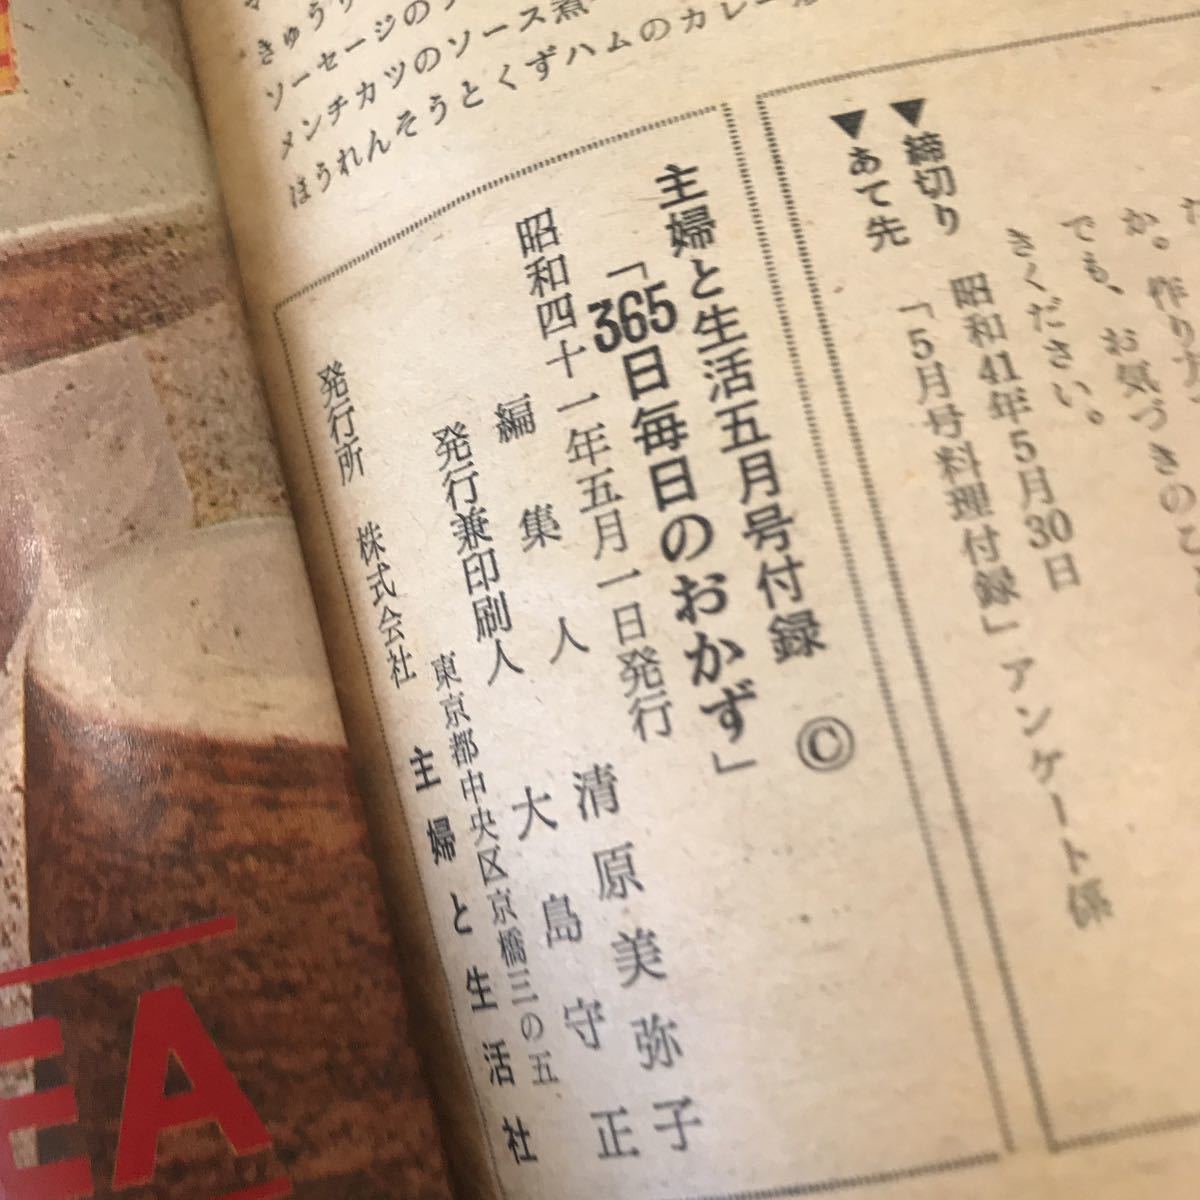 か。作り方
でも、お気づきのこ
きください。
▼締切り 昭和41年5月30日
▼あて先 「5月号料理付録」アンケート係
きゅうり
ソーセージの
メンチカツのソース煮
ほうれんそうとくずハムのカレー
主婦と生活五月号付録 ©
「365日毎日のおかず」
昭和四十一年五月一日発行
編集人 清原美弥子
発行兼印刷人 大島守正
東京都中央区京橋三の五
発行所 株式会社 主婦と生活社
EA